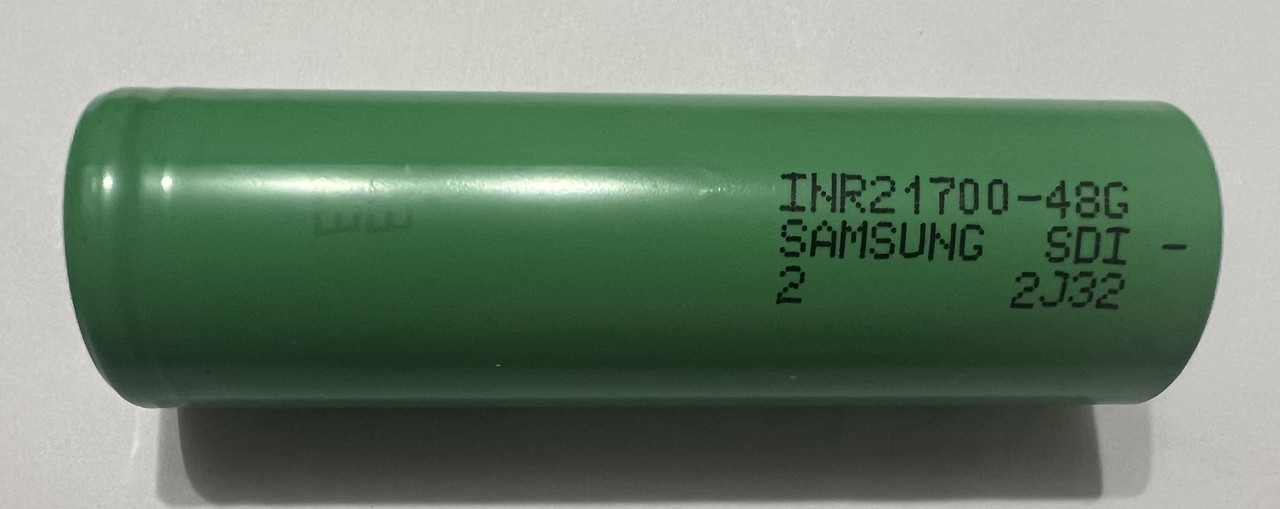 INR21700-48G
SAMSUNG SDI -
2 2J32